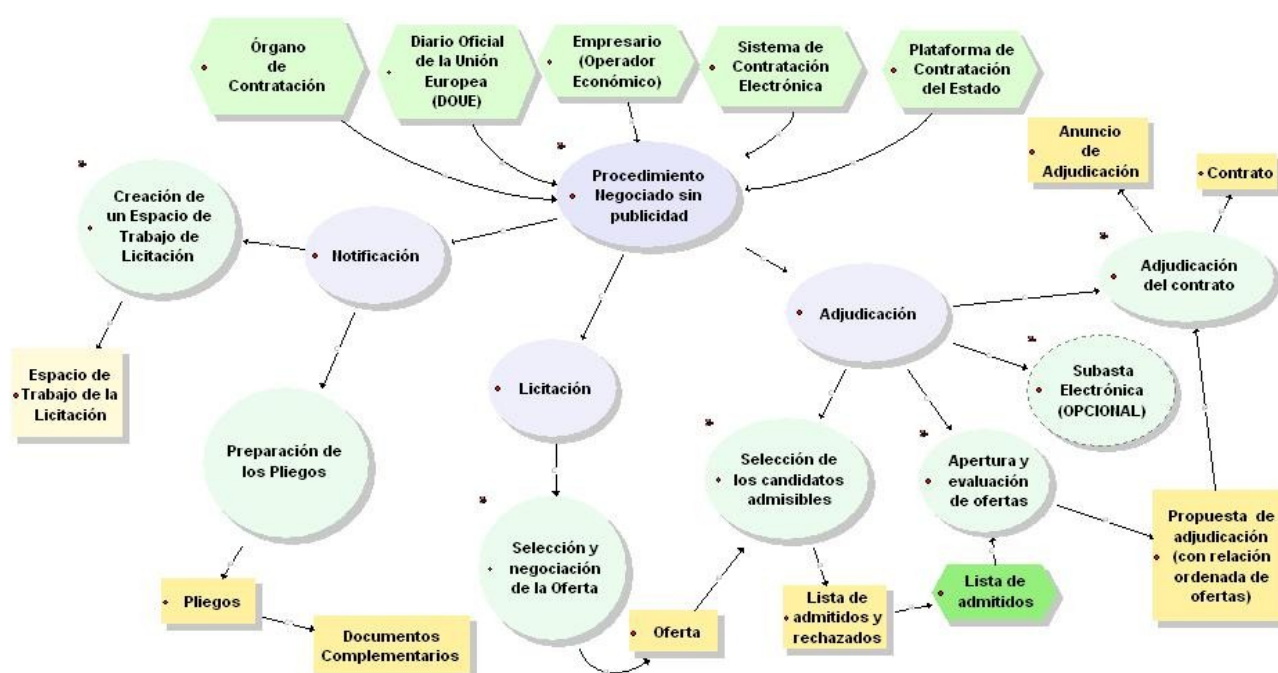 Órgano
de
Contratación
Diario Oficial
de la Unión
Europea
(DOUE)
Empresario
(Operador
Económico)
Sistema de
Contratación
Electrónica
Plataforma de
Contratación
del Estado
Anuncio
de
Adjudicación
Contrato
Procedimiento
Negociado sin
publicidad
Creación de
un Espacio de
Trabajo de
Licitación
Notificación
Adjudicación
del contrato
Adjudicación
Espacio de
Trabajo de la
Licitación
Licitación
Subasta
Electrónica
(OPCIONAL)
Preparación de
los Pliegos
Selección de
los candidatos
admisibles
Apertura y
evaluación
de ofertas
Selección y
negociación
de la Oferta
Propuesta de
adjudicación
(con relación
ordenada de
ofertas)
Pliegos
Documentos
Complementarios
Oferta
Lista de
admitidos y
rechazados
Lista de
admitidos